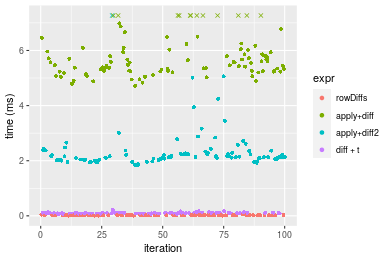 6
4
2
0
time (ms)
0
25
50
75
100
iteration
expr
rowDiffs
apply+diff
apply+diff2
diff + t